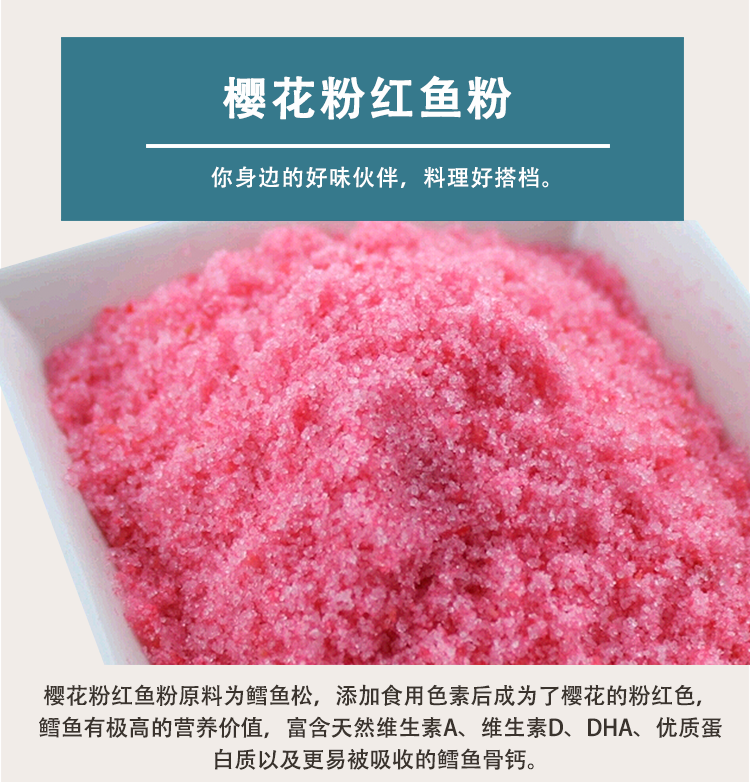 樱花粉红鱼粉
你身边的好味伙伴，料理好搭档。
樱花粉红鱼粉原料为鳕鱼松，添加食用色素后成为了樱花的粉红色，
鳕鱼有极高的营养价值，富含天然维生素A、维生素D、DHA、优质蛋
白质以及更易被吸收的鳕鱼骨钙。